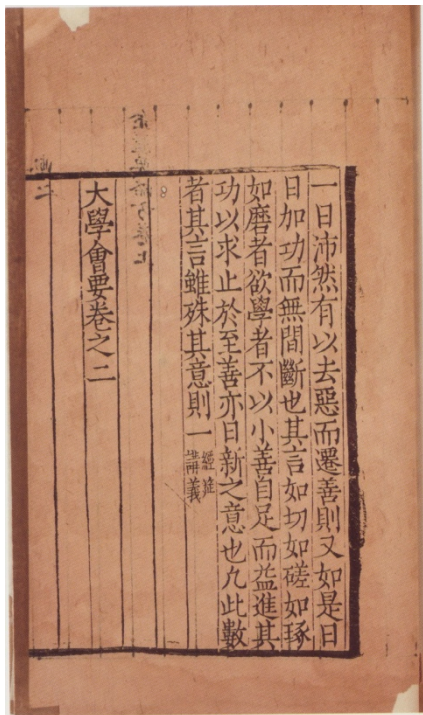 一日沛然有以去惡而遷善則又如是日
日加功而無間斷也其言如切如磋如琢
如磨者欲學者不以小善自足而益進其
功以求止於至善亦日新之意也凡此數
者其言雖殊其意則一經筵講義
大學會要卷之二